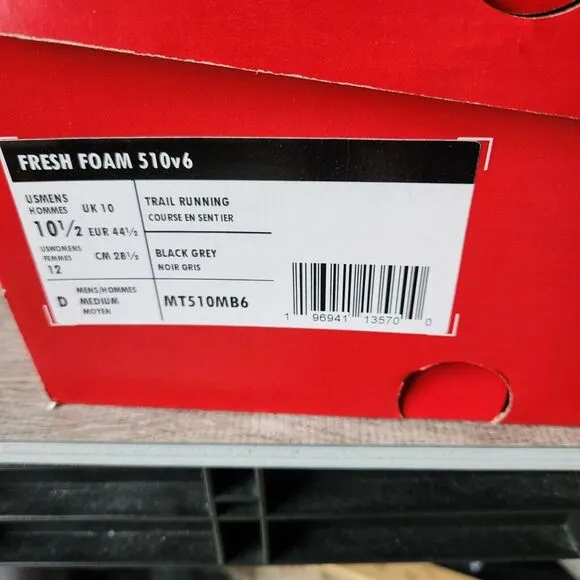 FRESH FOAM 510v6
USMENS
HOMMES
10½
UK 10
EUR 44½
USWOMENS
FEMMES
12
CM 28½
TRAIL RUNNING
COURSE EN SENTIER
BLACK GREY
NOIR GRIS
D
MENS/HOMMES
MEDIUM
MOYEN
MT510MB6
1 96941 13570 0